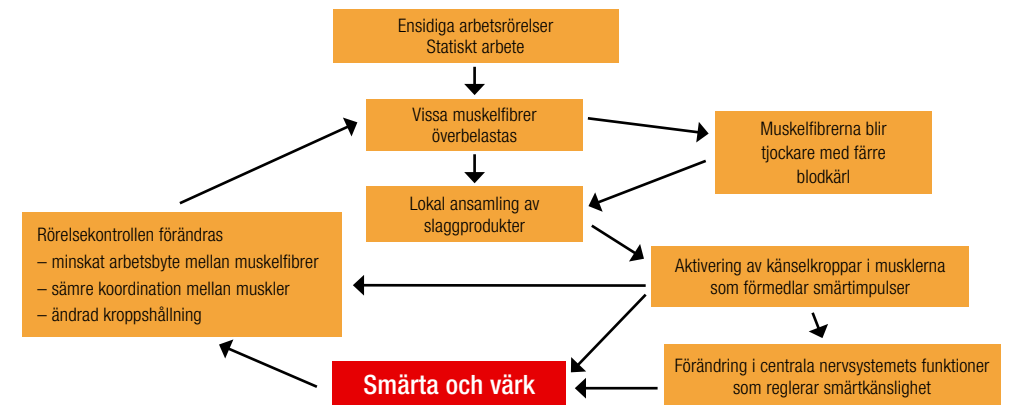 Ensidiga arbetsrörelser
Statiskt arbete
Vissa muskelfibrer
överbelastas
Muskelfibrerna blir
tjockare med färre
blodkärl
Lokal ansamling av
slaggprodukter
Rörelsekontrollen förändras
– minskat arbetsbyte mellan muskelfibrer
– sämre koordination mellan muskler
– ändrad kroppshållning
Aktivering av känselkroppar i musklerna
som förmedlar smärtimpulser
Förändring i centrala nervsystemets funktioner
som reglerar smärtkänslighet
Smärta och värk